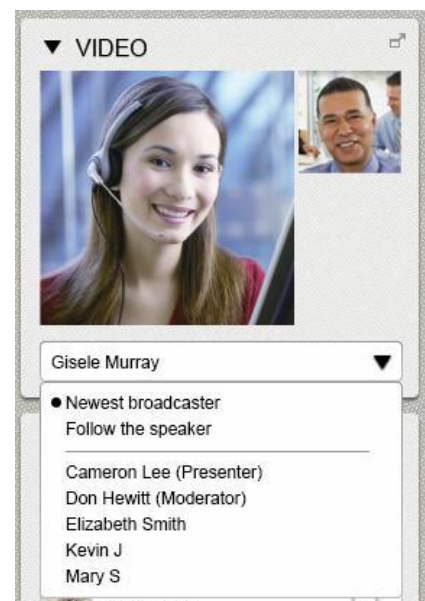 VIDEO
Gisele Murray
Newest broadcaster
Follow the speaker
Cameron Lee (Presenter)
Don Hewitt (Moderator)
Elizabeth Smith
Kevin J
Mary S